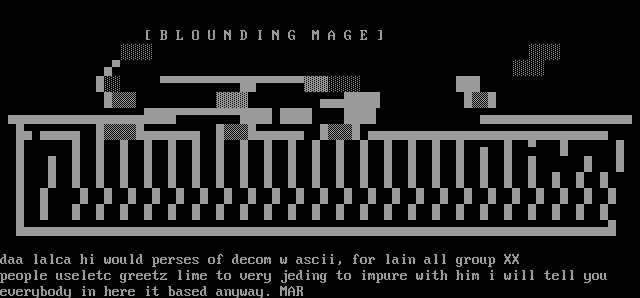 [BLOUNDING MAGE]
daa lalca hi would perses of decom w ascii, for lain all group XX
people useletc greetz lime to very jeding to impure with him i will tell you
everybody in here it based anyway. MAR